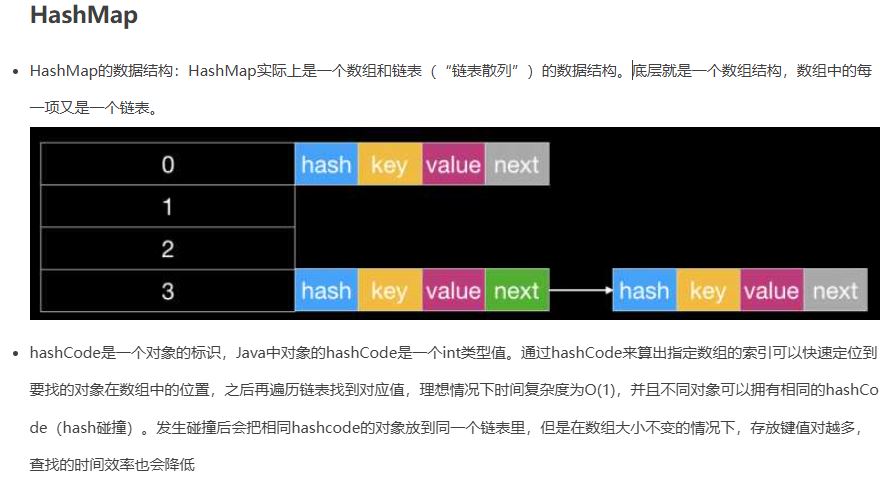 HashMap
HashMap的数据结构：HashMap实际上是一个数组和链表（“链表散列”）的数据结构。底层就是一个数组结构，数组中的每
一项又是一个链表。
0 hash key value next
1
2
3 hash key value next hash key value next
hashCode是一个对象的标识，Java中对象的hashCode是一个int类型值。通过hashCode来算出指定数组的索引可以快速定位到
要找的对象在数组中的位置，之后再遍历链表找到对应值，理想情况下时间复杂度为O(1)，并且不同对象可以拥有相同的hashCo
de（hash碰撞）。发生碰撞后会把相同hashcode的对象放到同一个链表里，但是在数组大小不变的情况下，存放键值对越多，
查找的时间效率也会降低